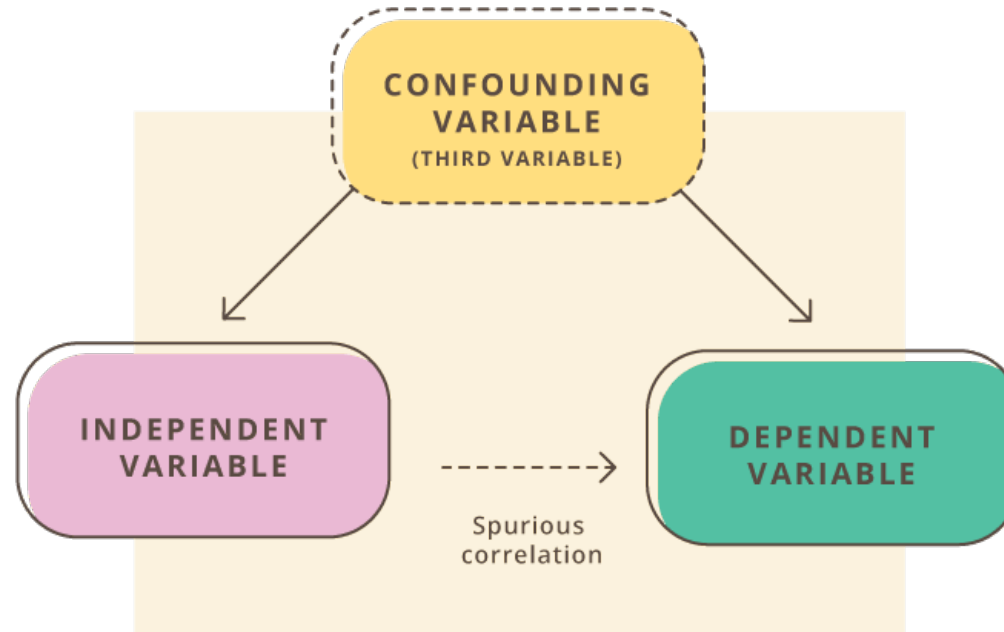 CONFOUNDING
VARIABLE
(THIRD VARIABLE)
INDEPENDENT
VARIABLE
DEPENDENT
VARIABLE
Spurious
correlation